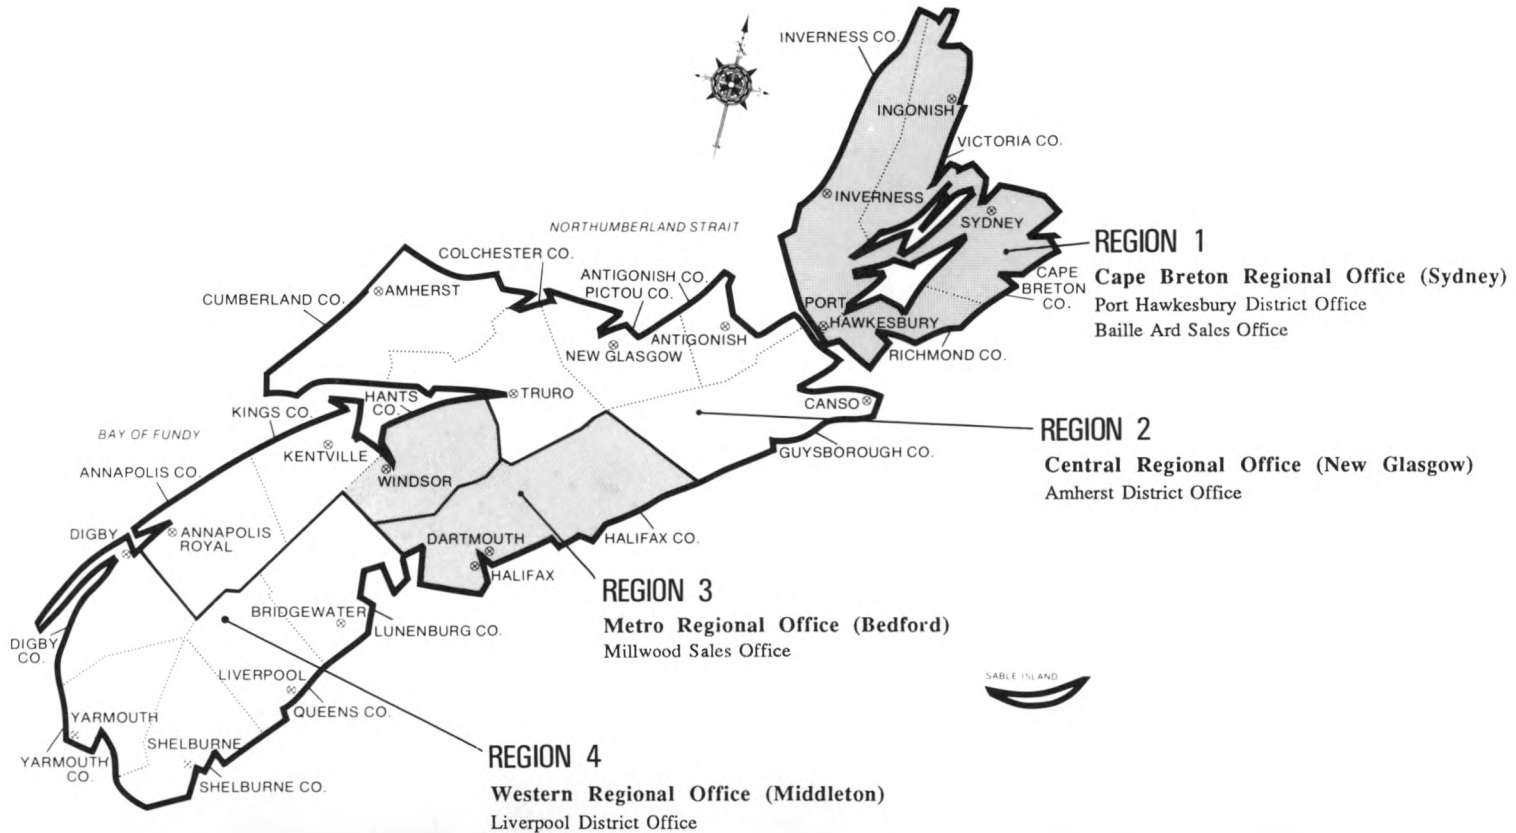 INVERNESS CO.
INGONISH
VICTORIA CO.
INVERNESS
SYDNEY
NORTHUMBERLAND STRAIT
COLCHESTER CO.
ANTIGONISH CO.
PICTOU CO.
CUMBERLAND CO.
AMHERST
CAPE
BRETON
CO.
PORT
HAWKESBURY
ANTIGONISH
NEW GLASGOW
RICHMOND CO.
REGION 1
Cape Breton Regional Office (Sydney)
Port Hawkesbury District Office
Baille Ard Sales Office
HANTS
CO.
TRURO
CANSO
KINGS CO.
BAY OF FUNDY
KENTVILLE
GUYSBOROUGH CO.
ANNAPOLIS CO.
WINDSOR
REGION 2
Central Regional Office (New Glasgow)
Amherst District Office
DIGBY
ANNAPOLIS
ROYAL
DARTMOUTH
HALIFAX CO.
HALIFAX
REGION 3
Metro Regional Office (Bedford)
Millwood Sales Office
BRIDGEWATER
LUNENBURG CO.
DIGBY
CO.
LIVERPOOL
QUEENS CO.
SABLE ISLAND
YARMOUTH
YARMOUTH
CO.
SHELBURNE
SHELBURNE CO.
REGION 4
Western Regional Office (Middleton)
Liverpool District Office